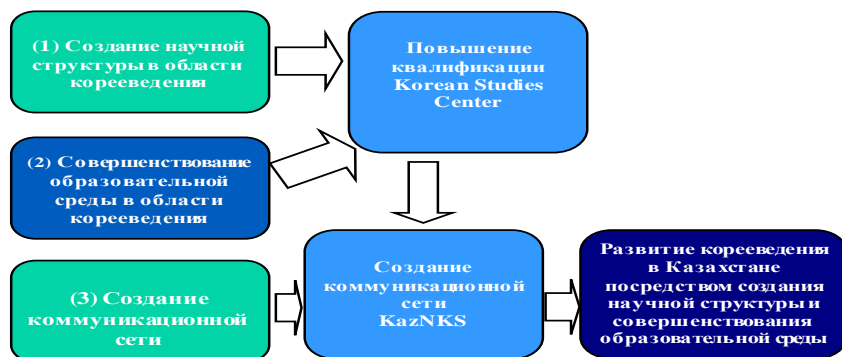 (1) Создание научной
структуры в области
корееведения
Повышение
квалификации
Korean Studies
Center
(2) Совершенствование
образовательной
среды в области
корееведения
(3) Создание
коммуникационной
сети
Создание
коммуникационной
сети
KazNKS
Развитие корееведения
в Казахстане
посредством создания
научной структуры и
совершенствования
образовательной среды